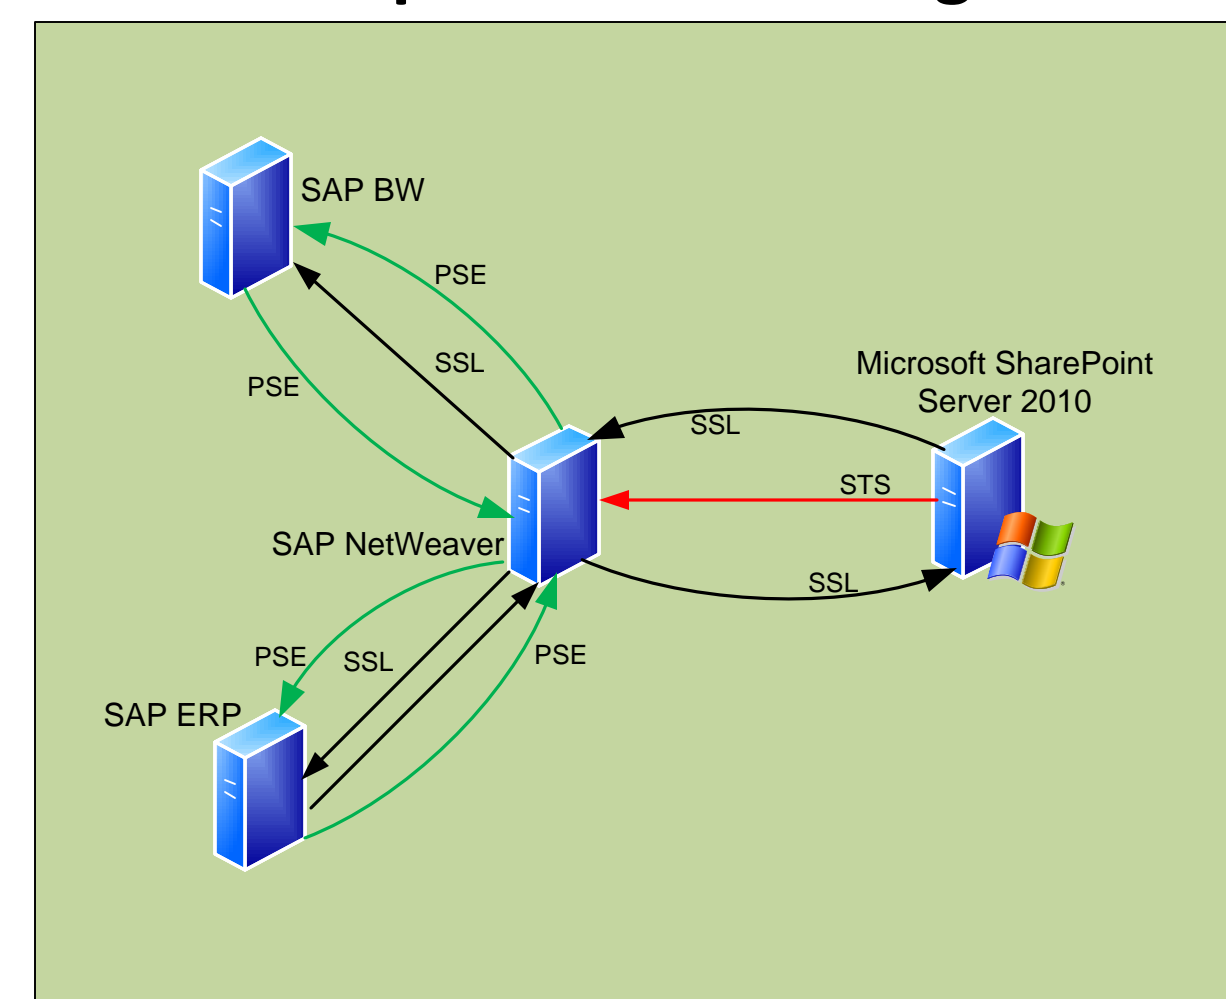 SAP BW
PSE
SSL
PSE
Microsoft SharePoint
Server 2010
SSL
STS
SAP NetWeaver
SSL
PSE
SSL
PSE
SAP ERP